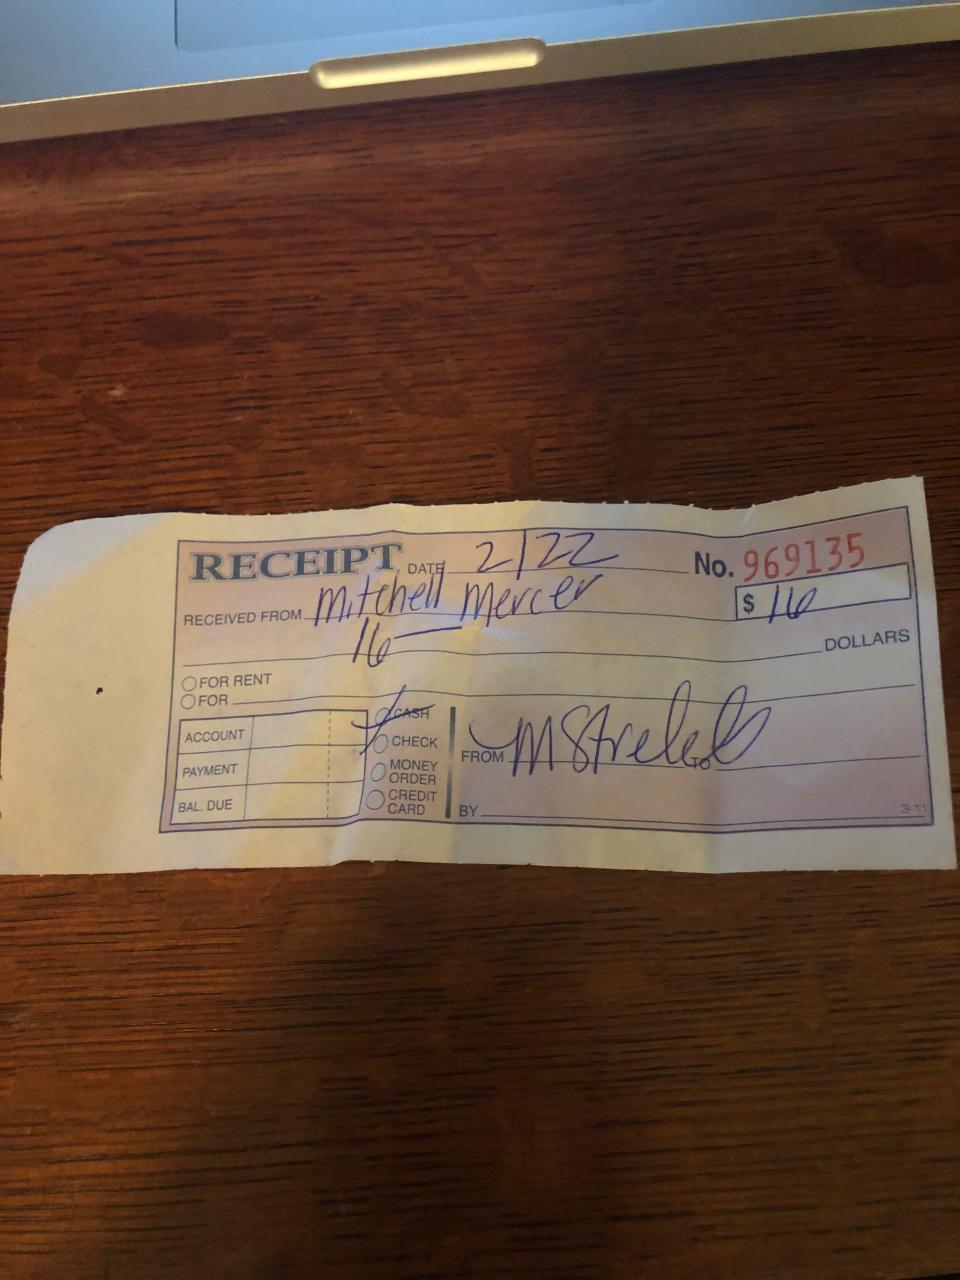 RECEIPT DATE 2/22 No. 969135
RECEIVED FROM Mitchell Mercer $ 16
16 DOLLARS
FOR RENT
FOR
ACCOUNT
PAYMENT
BAL. DUE
CASH
CHECK
MONEY ORDER
CREDIT CARD
FROM TO
BY
3-11